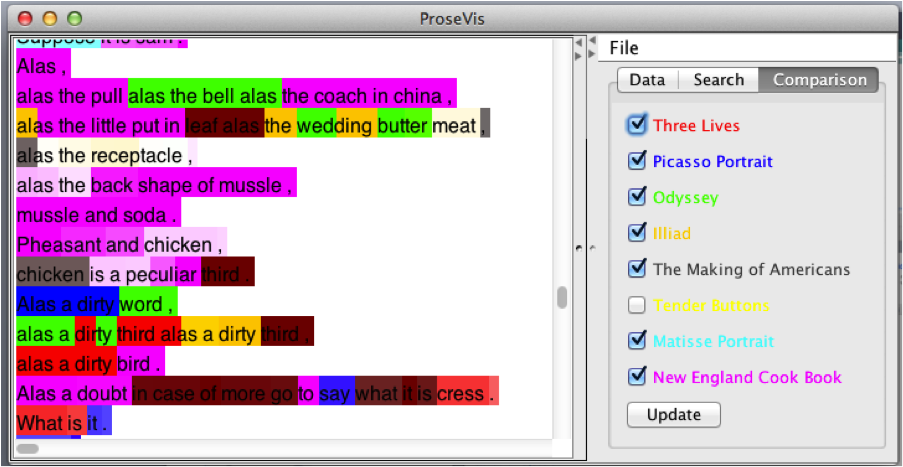 ProseVis
Suppose it is sam ,
Alas ,
alas the pull alas the bell alas the coach in china ,
alas the little put in leaf alas the wedding butter meat ,
alas the receptacle ,
alas the back shape of mussle ,
mussle and soda .
Pheasant and chicken ,
chicken is a peculiar third .
Alas a dirty word ,
alas a dirty third alas a dirty third ,
alas a dirty bird .
Alas a doubt in case of more go to say what it is cress .
What is it .
File
Data Search Comparison
Three Lives
Picasso Portrait
Odyssey
Illiad
The Making of Americans
Tender Buttons
Matisse Portrait
New England Cook Book
Update